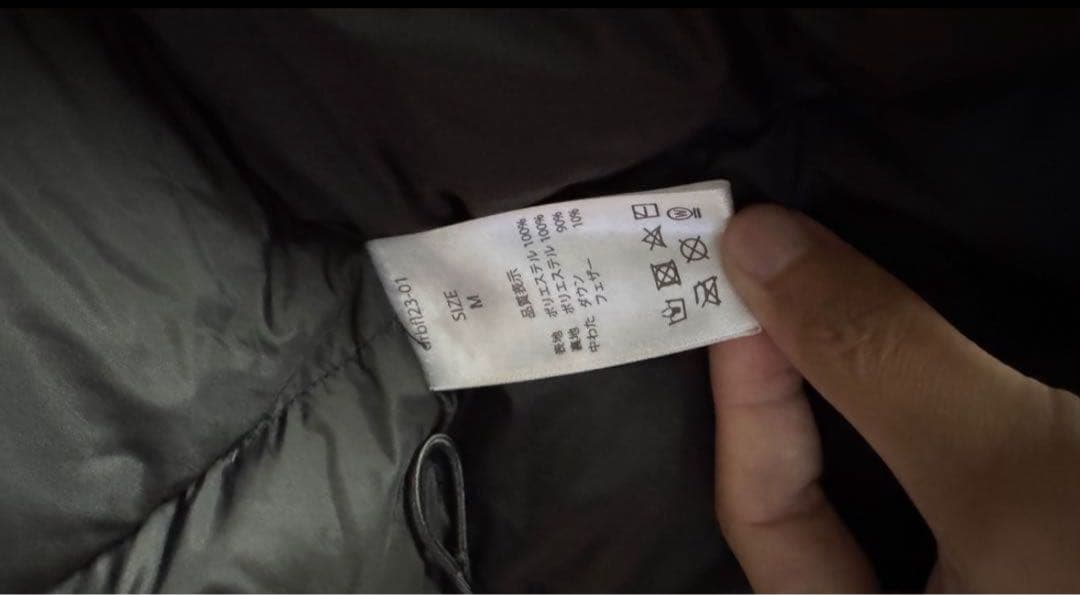 SIZE
M
品質表示
表地 ポリエステル 100%
裏地 ポリエステル 100%
中わた ダウン 90%
フェザー 10%
W